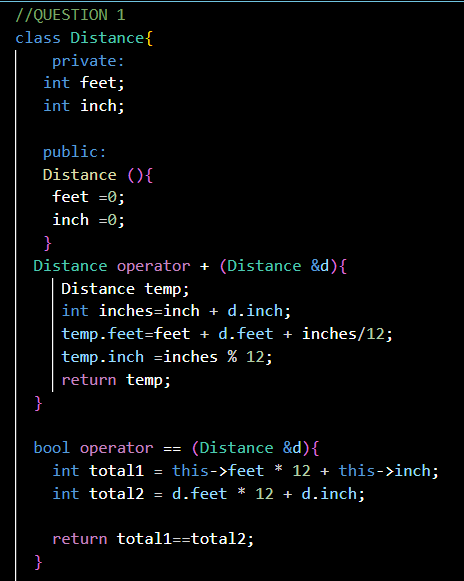 //QUESTION 1
class Distance{
private:
int feet;
int inch;
public:
Distance (){
feet =0;
inch =0;
}
Distance operator + (Distance &d){
Distance temp;
int inches=inch + d.inch;
temp.feet=feet + d.feet + inches/12;
temp.inch =inches % 12;
return temp;
}
bool operator == (Distance &d){
int total1 = this->feet * 12 + this->inch;
int total2 = d.feet * 12 + d.inch;
return total1==total2;
}